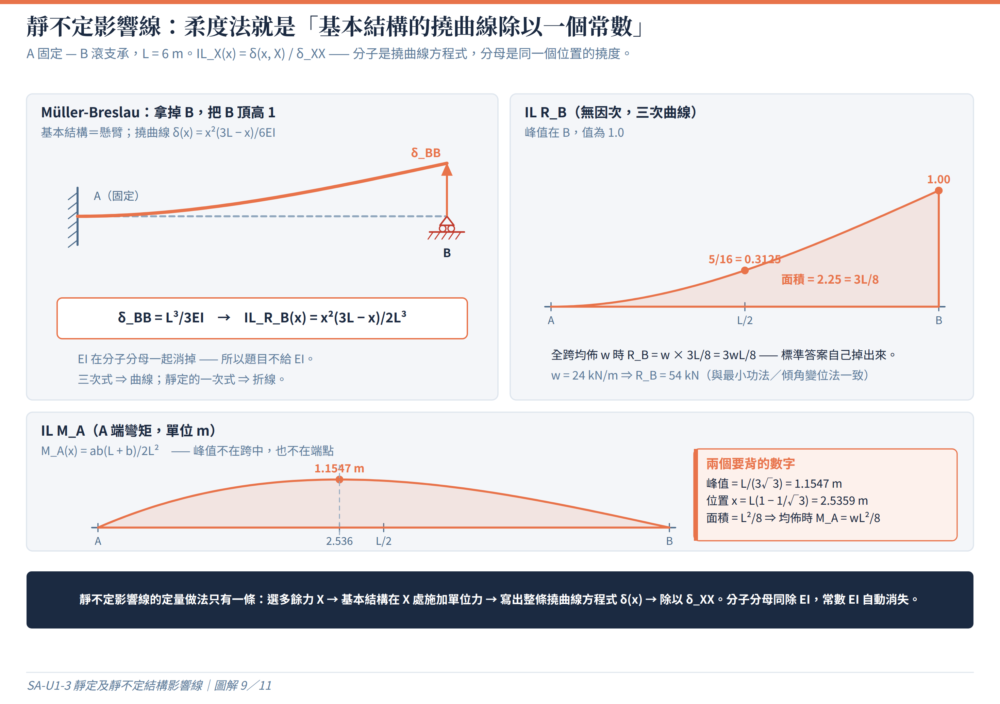 靜不定影響線：柔度法就是「基本結構的撓曲線除以一個常數」
A 固定 — B 滾支承，L = 6 m。IL_X(x) = δ(x, X) / δ_XX —— 分子是撓曲線方程式，分母是同一個位置的撓度。
Müller-Breslau：拿掉 B，把 B 頂高 1
基本結構＝懸臂；撓曲線 δ(x) = x²(3L − x)/6EI
δ_BB
A（固定）
B
δ_BB = L³/3EI → IL_R_B(x) = x²(3L − x)/2L³
EI 在分子分母一起消掉 —— 所以題目不給 EI。
三次式 ⇒ 曲線；靜定的一次式 ⇒ 折線。
IL R_B（無因次，三次曲線）
峰值在 B，值為 1.0
1.00
5/16 = 0.3125
面積 = 2.25 = 3L/8
A
L/2
B
全跨均佈 w 時 R_B = w × 3L/8 = 3wL/8 —— 標準答案自己掉出來。
w = 24 kN/m ⇒ R_B = 54 kN（與最小功法／傾角變位法一致）
IL M_A（A 端彎矩，單位 m）
M_A(x) = ab(L + b)/2L² —— 峰值不在跨中，也不在端點
1.1547 m
A
2.536
L/2
B
兩個要背的數字
峰值 = L/(3√3) = 1.1547 m
位置 x = L(1 − 1/√3) = 2.5359 m
面積 = L²/8 ⇒ 均佈時 M_A = wL²/8
靜不定影響線的定量做法只有一條：選多餘力 X → 基本結構在 X 處施加單位力 → 寫出整條撓曲線方程式 δ(x) → 除以 δ_XX。分子分母同除 EI，常數 EI 自動消失。
SA-U1-3 靜定及靜不定結構影響線｜圖解 9／11